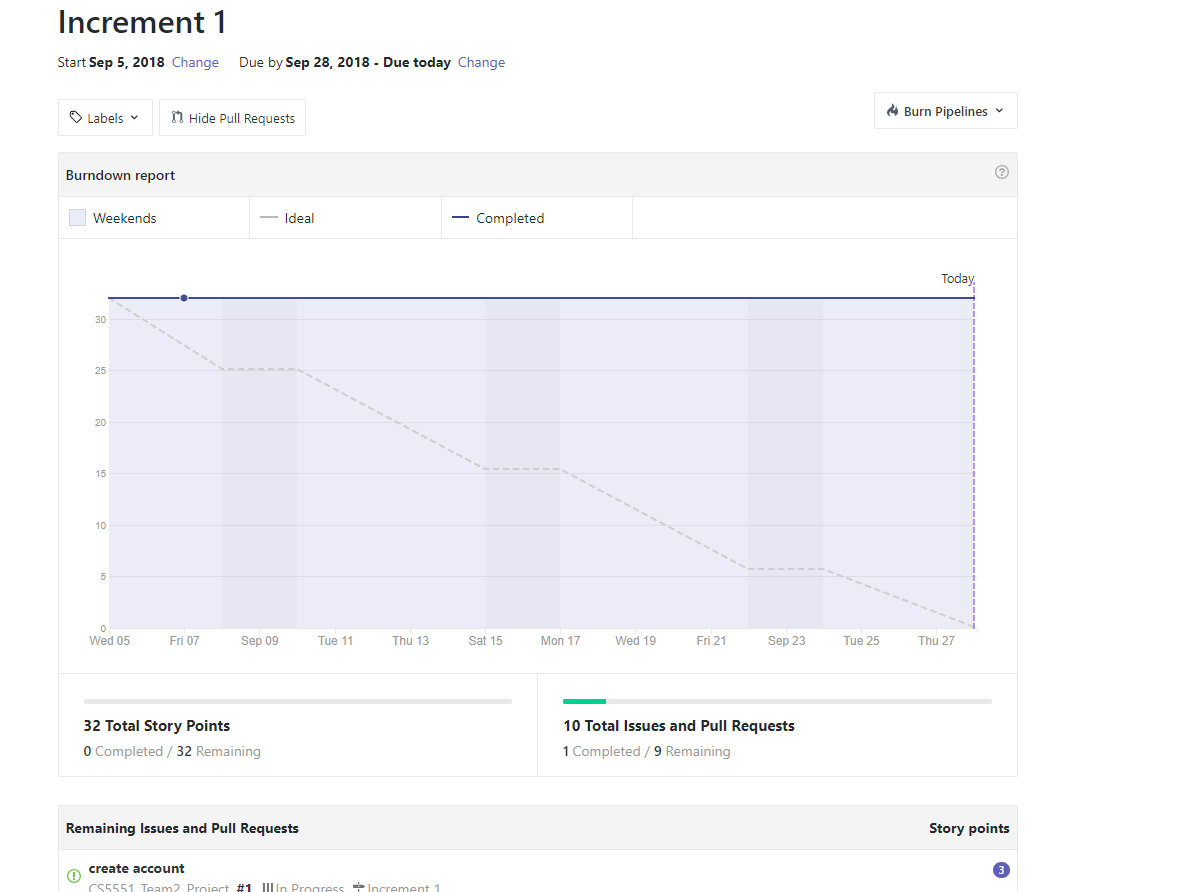 Increment 1
Start Sep 5, 2018 Change Due by Sep 28, 2018 - Due today Change
Labels Hide Pull Requests Burn Pipelines
Burndown report
Weekends Ideal Completed
Today
30
25
20
15
10
5
0
Wed 05 Fri 07 Sep 09 Tue 11 Thu 13 Sat 15 Mon 17 Wed 19 Fri 21 Sep 23 Tue 25 Thu 27
32 Total Story Points
0 Completed / 32 Remaining
10 Total Issues and Pull Requests
1 Completed / 9 Remaining
Remaining Issues and Pull Requests Story points
create account 3
CS5551_Team2_Project #1 In Progress Increment 1